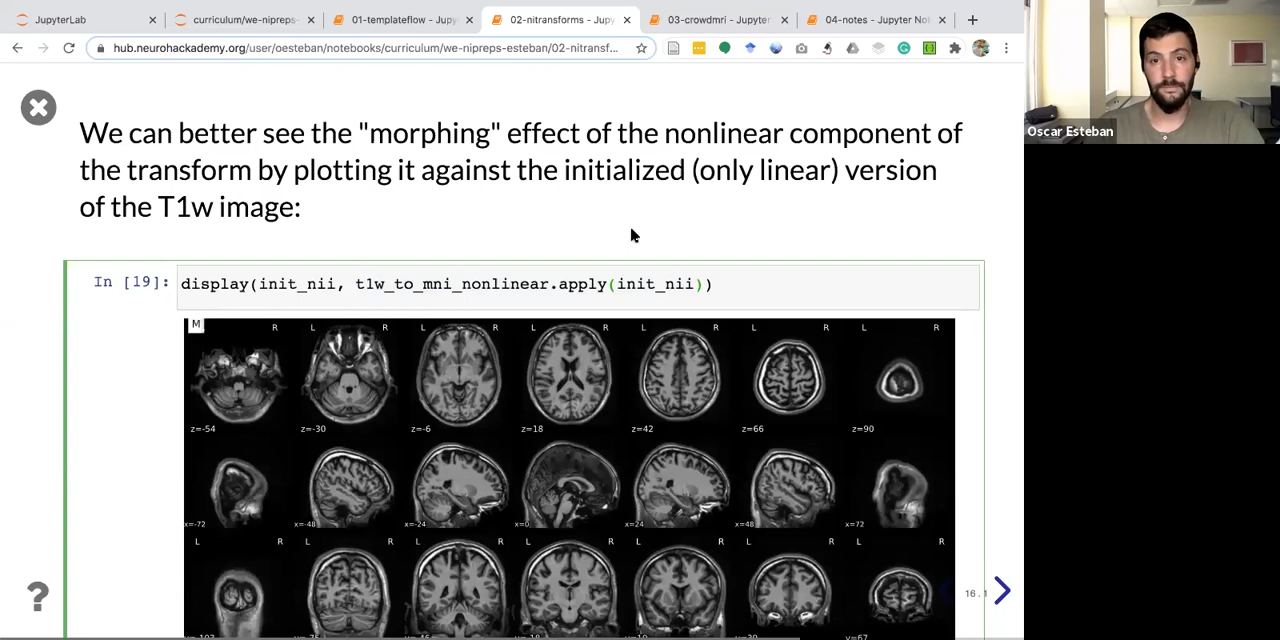 JupyterLab
curriculum/we-nipreps-
01-templateflow - Jupy
02-nitransforms - Jupy
03-crowdmri - Jupyter
04-notes - Jupyter No
hub.neurohackademy.org/user/oesteban/notebooks/curriculum/we-nipreps-esteban/02-nitransf...
Oscar Esteban
We can better see the "morphing" effect of the nonlinear component of
the transform by plotting it against the initialized (only linear) version
of the T1w image:
In [19]: display(init_nii, t1w_to_mni_nonlinear.apply(init_nii))
M
R L R L R L R L R L R
z=-54 z=-30 z=-6 z=18 z=42 z=66 z=90
x=-72 x=-48 x=-24 x=0 x=24 x=48 x=72
L R L R L R L R L R L R L R
?
16.1